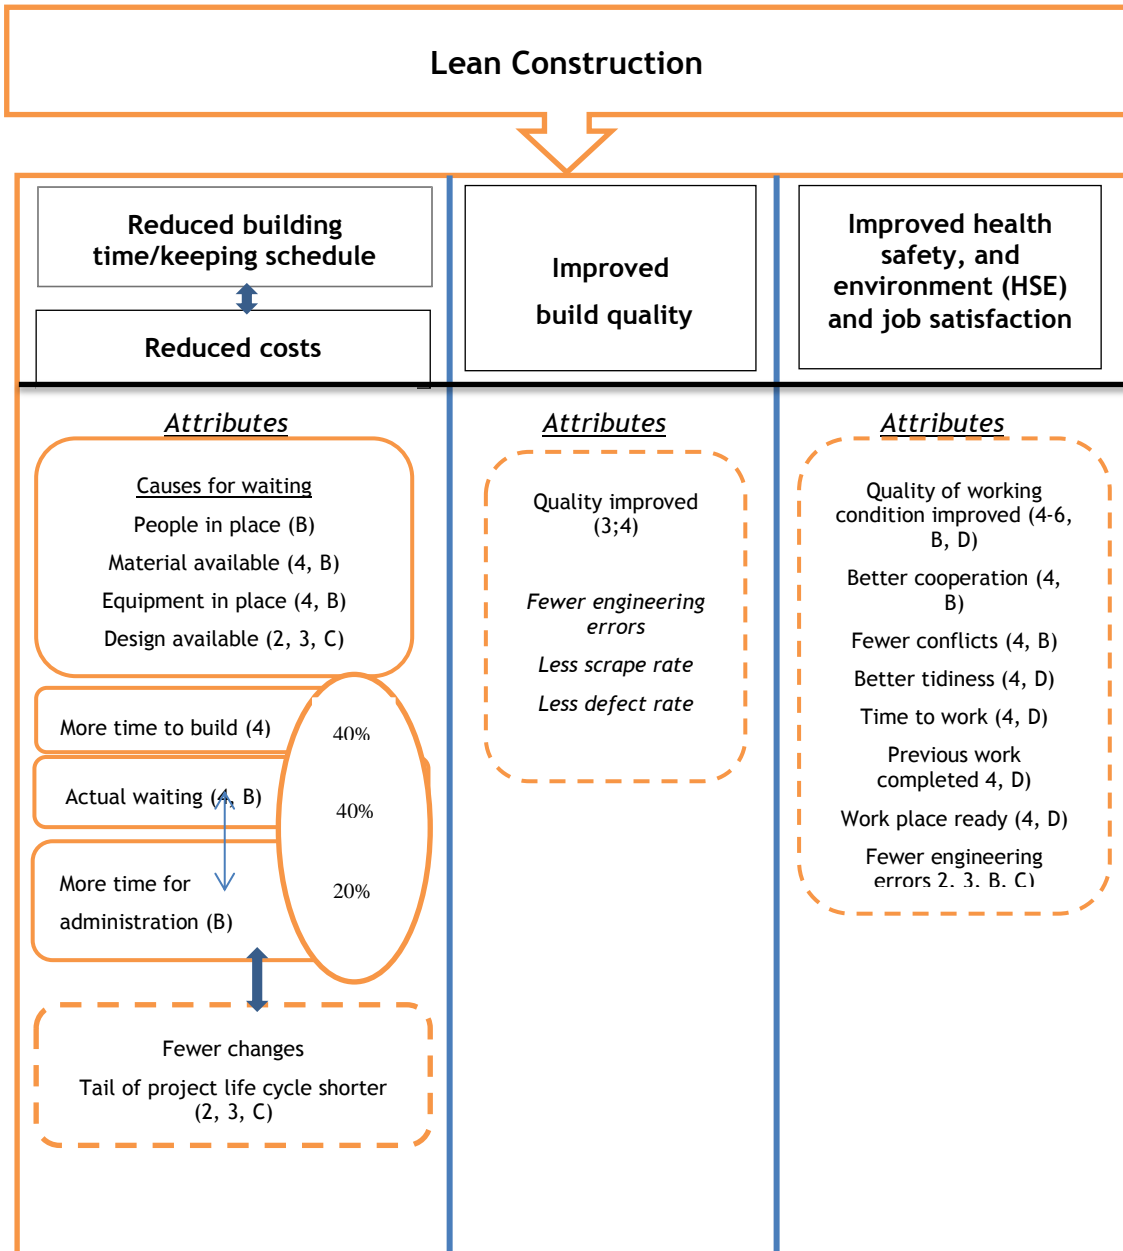 Lean Construction
Reduced building
time/keeping schedule
Reduced costs
Improved
build quality
Improved health
safety, and
environment (HSE)
and job satisfaction
Attributes
Causes for waiting
People in place (B)
Material available (4, B)
Equipment in place (4, B)
Design available (2, 3, C)
More time to build (4)
40%
Actual waiting (4, B)
40%
More time for
administration (B)
20%
Fewer changes
Tail of project life cycle shorter
(2, 3, C)
Attributes
Quality improved
(3;4)
Fewer engineering
errors
Less scrape rate
Less defect rate
Attributes
Quality of working
condition improved (4-6,
B, D)
Better cooperation (4,
B)
Fewer conflicts (4, B)
Better tidiness (4, D)
Time to work (4, D)
Previous work
completed 4, D)
Work place ready (4, D)
Fewer engineering
errors 2, 3, B, C)